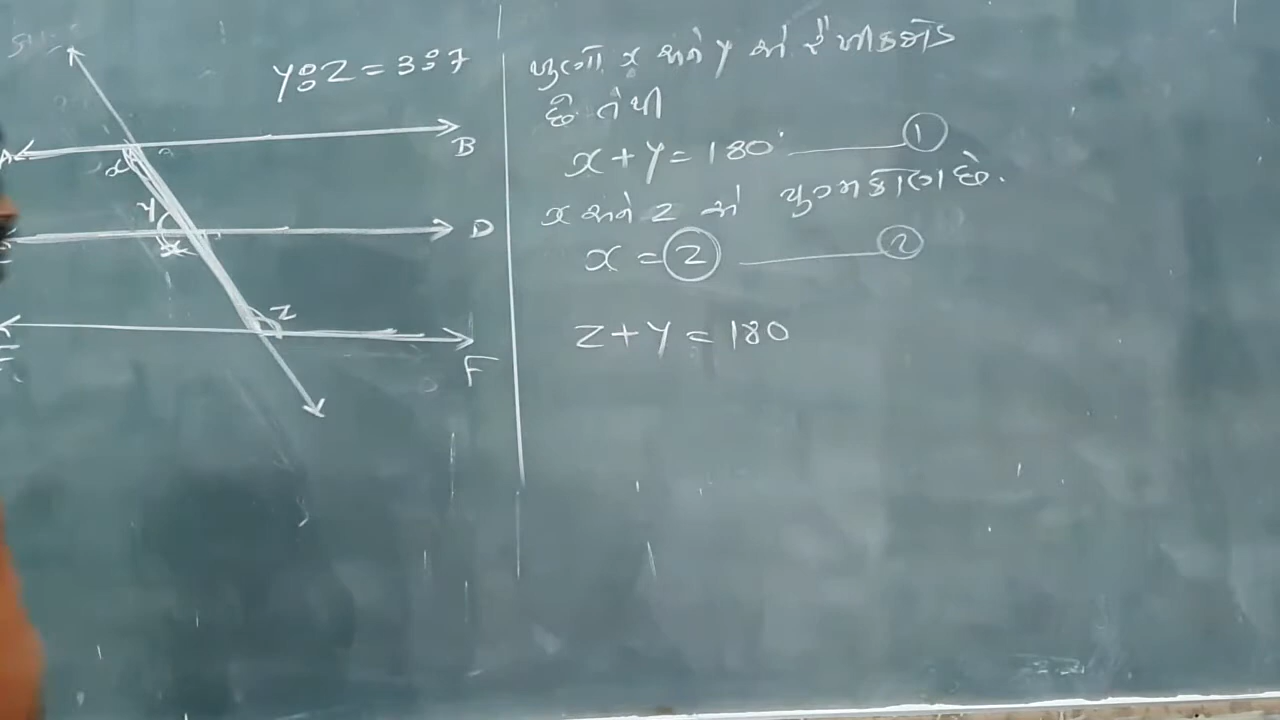 y:z = 3:7
A
B
x
y
D
x
z
F
x અને y એ રૈખિકજોડ
છે તેથી
x + y = 180° ①
x અને z એ યુગ્મકોણ છે.
x = z ②
z + y = 180